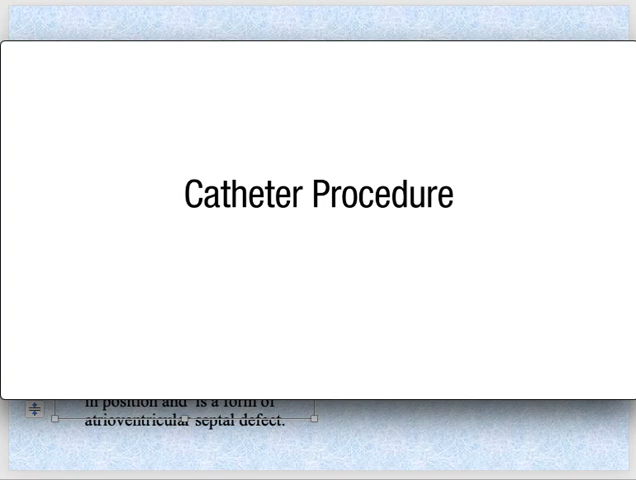 Catheter Procedure
in position and  is a form of
atrioventricular septal defect.